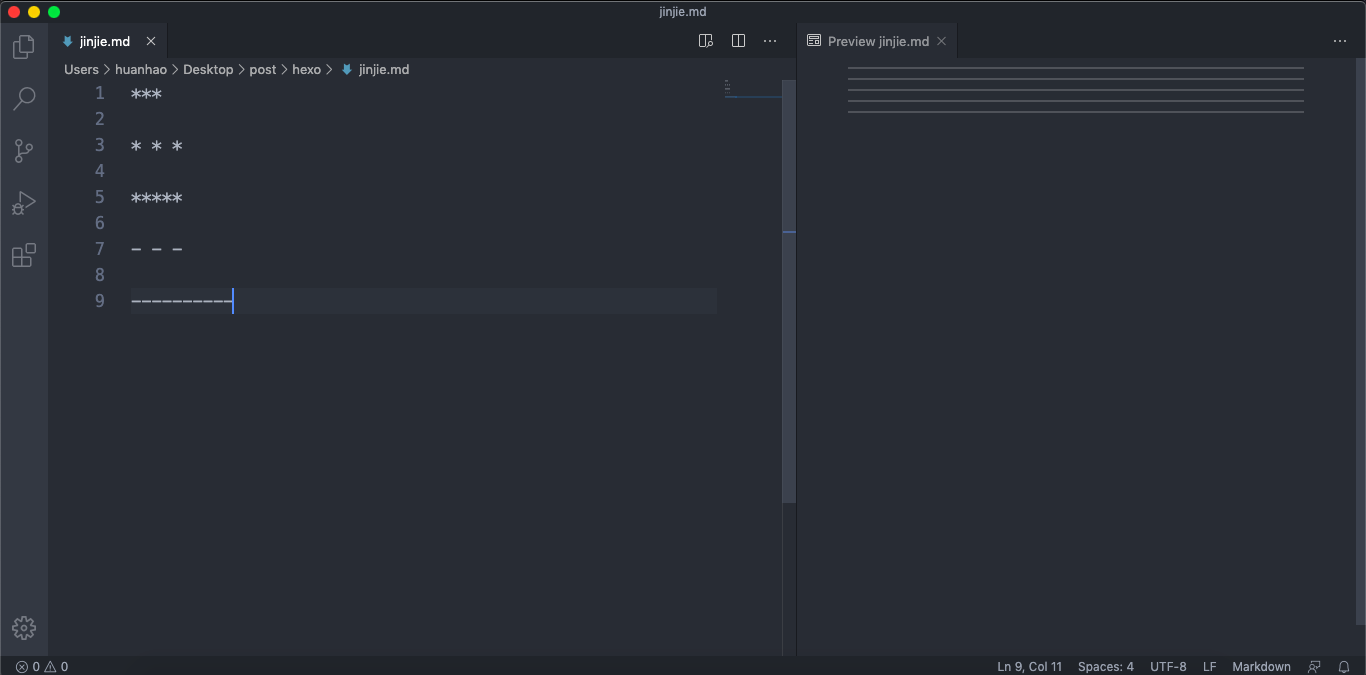 jinjie.md
jinjie.md
Preview jinjie.md
Users > huanhao > Desktop > post > hexo > jinjie.md
1 ***
2
3 * * *
4
5 *****
6
7 - - -
8
9 ----------
0 0
Ln 9, Col 11 Spaces: 4 UTF-8 LF Markdown